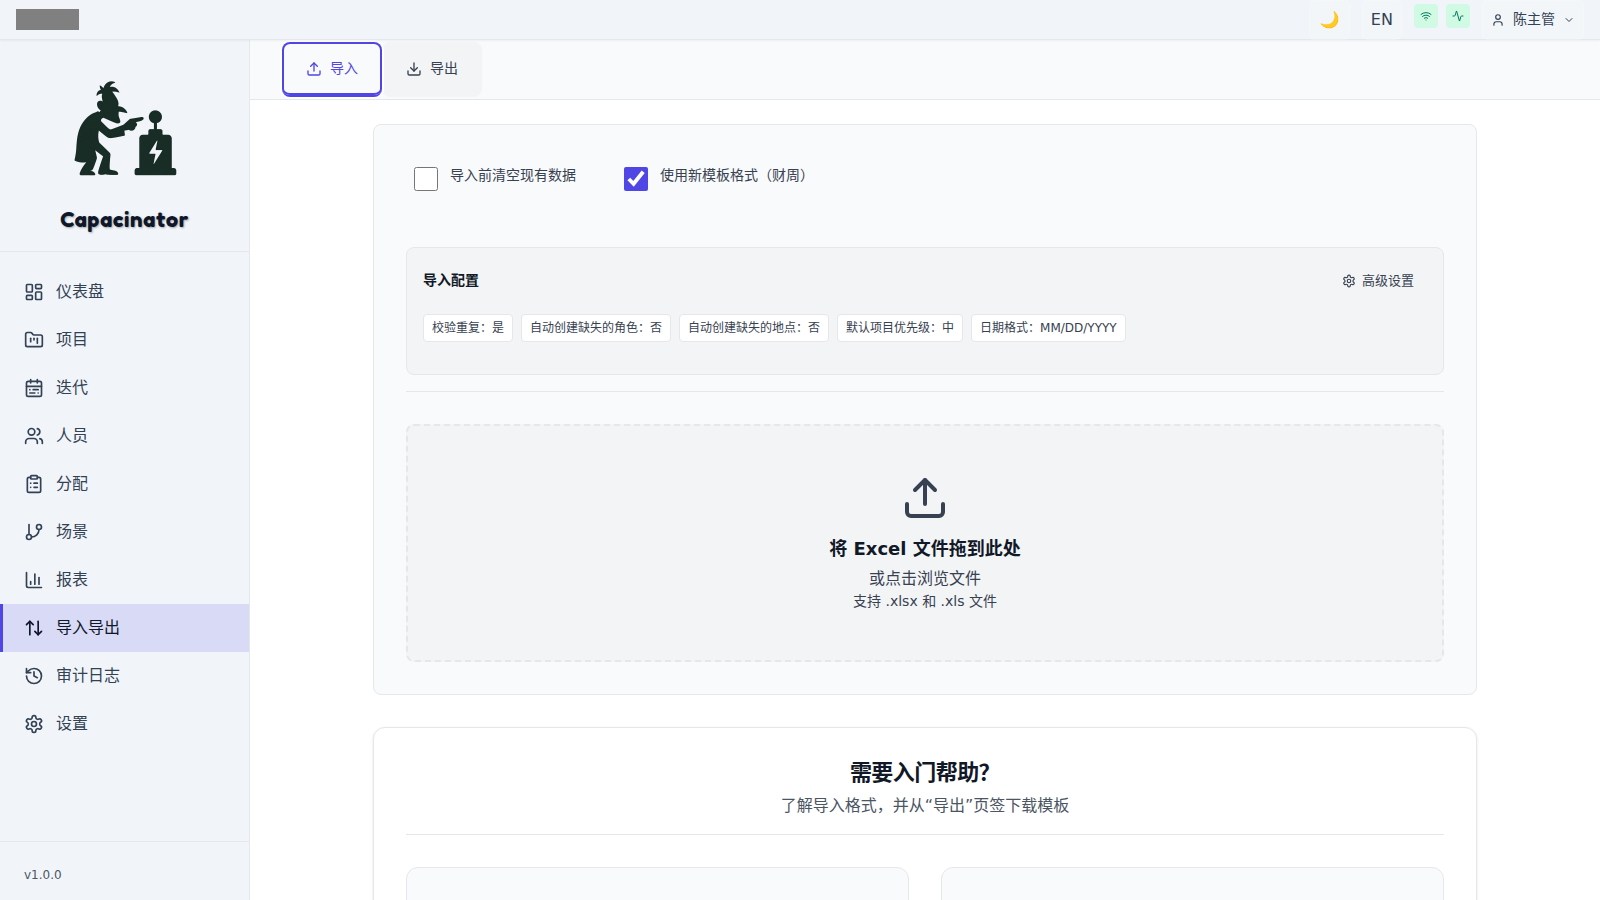 EN
陈主管
Capacinator
仪表盘
项目
迭代
人员
分配
场景
报表
导入导出
审计日志
设置
v1.0.0
导入
导出
导入前清空现有数据
使用新模板格式（财周）
导入配置
高级设置
校验重复：是
自动创建缺失的角色：否
自动创建缺失的地点：否
默认项目优先级：中
日期格式：MM/DD/YYYY
将 Excel 文件拖到此处
或点击浏览文件
支持 .xlsx 和 .xls 文件
需要入门帮助？
了解导入格式，并从“导出”页签下载模板